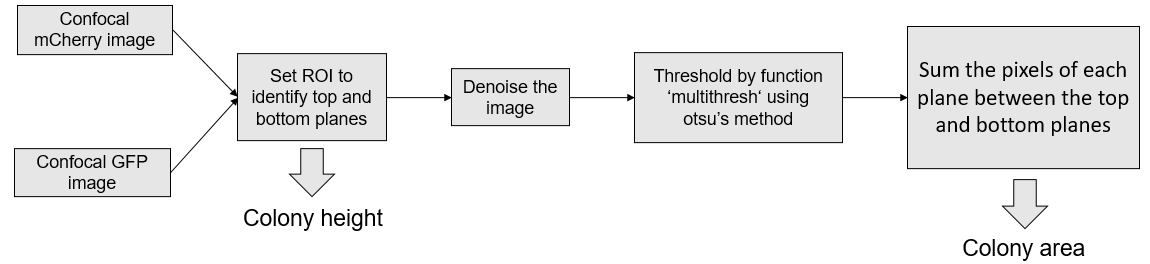 Confocal
mCherry image
Confocal GFP
image
Set ROI to
identify top and
bottom planes
Colony height
Denoise the
image
Threshold by function
‘multithresh‘ using
otsu’s method
Sum the pixels of each
plane between the top
and bottom planes
Colony area